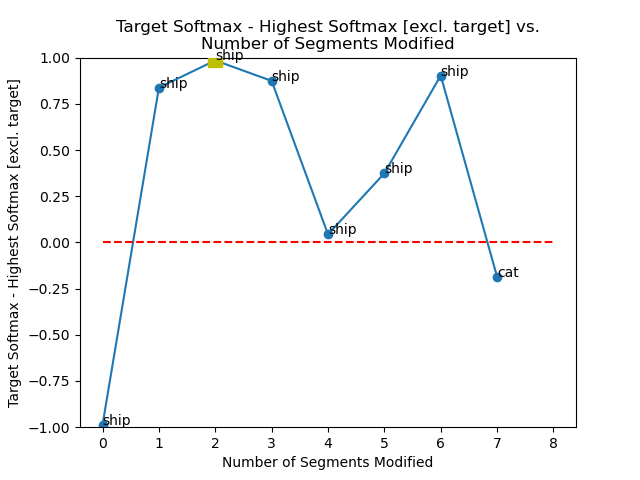 Target Softmax - Highest Softmax [excl. target] vs.
Number of Segments Modified
Target Softmax - Highest Softmax [excl. target]
1.00
0.75
0.50
0.25
0.00
−0.25
−0.50
−0.75
−1.00
ship
ship
ship
ship
ship
ship
ship
cat
0 1 2 3 4 5 6 7 8
Number of Segments Modified